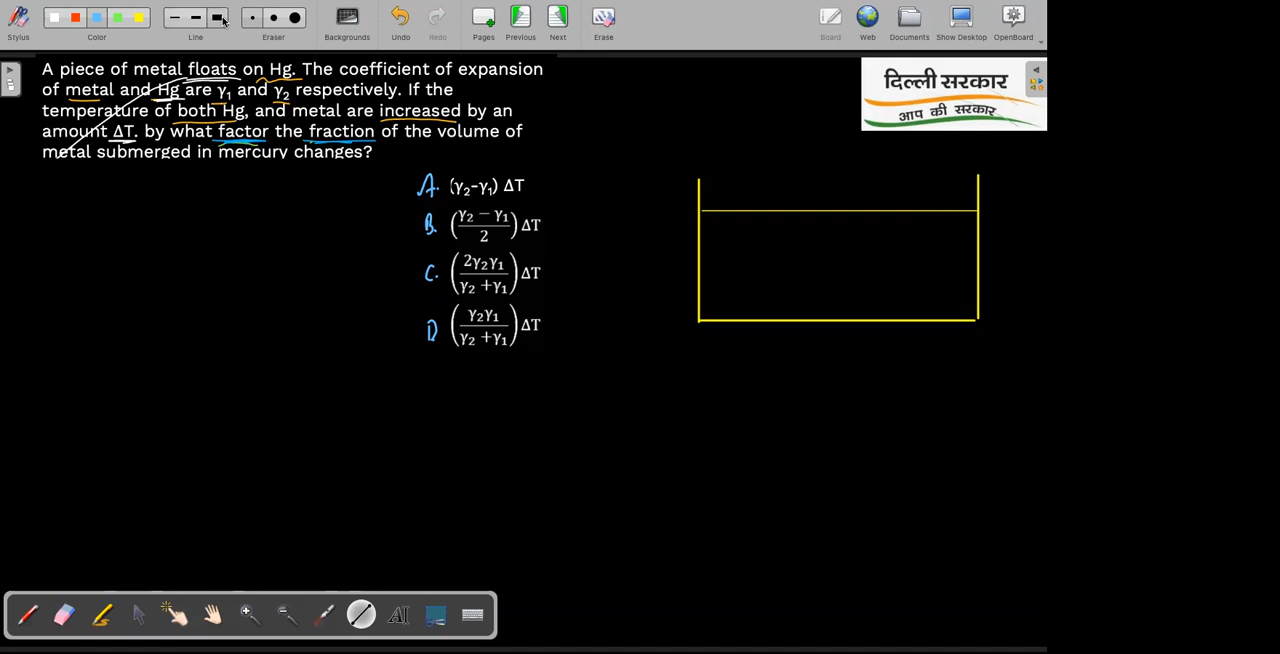 Stylus
Color
Line
Eraser
Backgrounds
Undo
Redo
Pages
Previous
Next
Erase
Board
Web
Documents
Show Desktop
OpenBoard
A piece of metal floats on Hg. The coefficient of expansion
of metal and Hg are γ₁ and γ₂ respectively. If the
temperature of both Hg, and metal are increased by an
amount ΔT. by what factor the fraction of the volume of
metal submerged in mercury changes?
A. (γ₂-γ₁) ΔT
B. ((γ₂ − γ₁)/2) ΔT
C. (2γ₂γ₁/(γ₂ +γ₁)) ΔT
D (γ₂γ₁/(γ₂ +γ₁)) ΔT
दिल्ली सरकार
आप की सरकार
AI